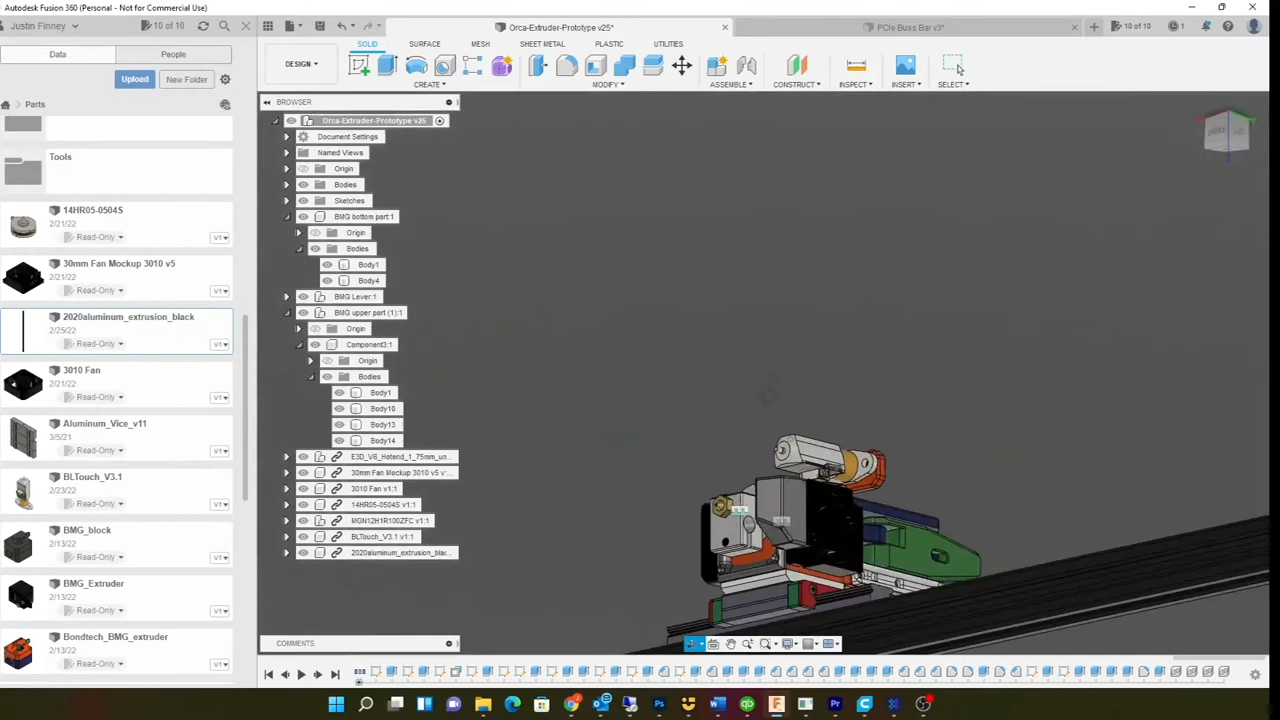 Autodesk Fusion 360 (Personal - Not for Commercial Use)
Justin Finney
10 of 10
Orca-Extruder-Prototype v25*
PCIe Buss Bar v3*
10 of 10
1
Data
People
Upload
New Folder
Parts
Tools
14HR05-0504S
2/21/22
Read-Only
V1
30mm Fan Mockup 3010 v5
2/21/22
Read-Only
V1
2020aluminum_extrusion_black
2/25/22
Read-Only
V1
3010 Fan
2/21/22
Read-Only
V1
Aluminum_Vice_v11
3/5/21
Read-Only
V1
BLTouch_V3.1
2/23/22
Read-Only
V1
BMG_block
2/13/22
Read-Only
V1
BMG_Extruder
2/13/22
Read-Only
V1
Bondtech_BMG_extruder
2/13/22
Read-Only
V1
SOLID
SURFACE
MESH
SHEET METAL
PLASTIC
UTILITIES
DESIGN
CREATE
MODIFY
ASSEMBLE
CONSTRUCT
INSPECT
INSERT
SELECT
BROWSER
Orca-Extruder-Prototype v25
Document Settings
Named Views
Origin
Bodies
Sketches
BMG bottom part:1
Origin
Bodies
Body1
Body4
BMG Lever:1
BMG upper part (1):1
Origin
Component3:1
Origin
Bodies
Body1
Body10
Body13
Body14
E3D_V6_Hotend_1_75mm_un...
30mm Fan Mockup 3010 v5 v...
3010 Fan v1:1
14HR05-0504S v1:1
MGN12H1R100ZFC v1:1
BLTouch_V3.1 v1:1
2020aluminum_extrusion_blac...
COMMENTS